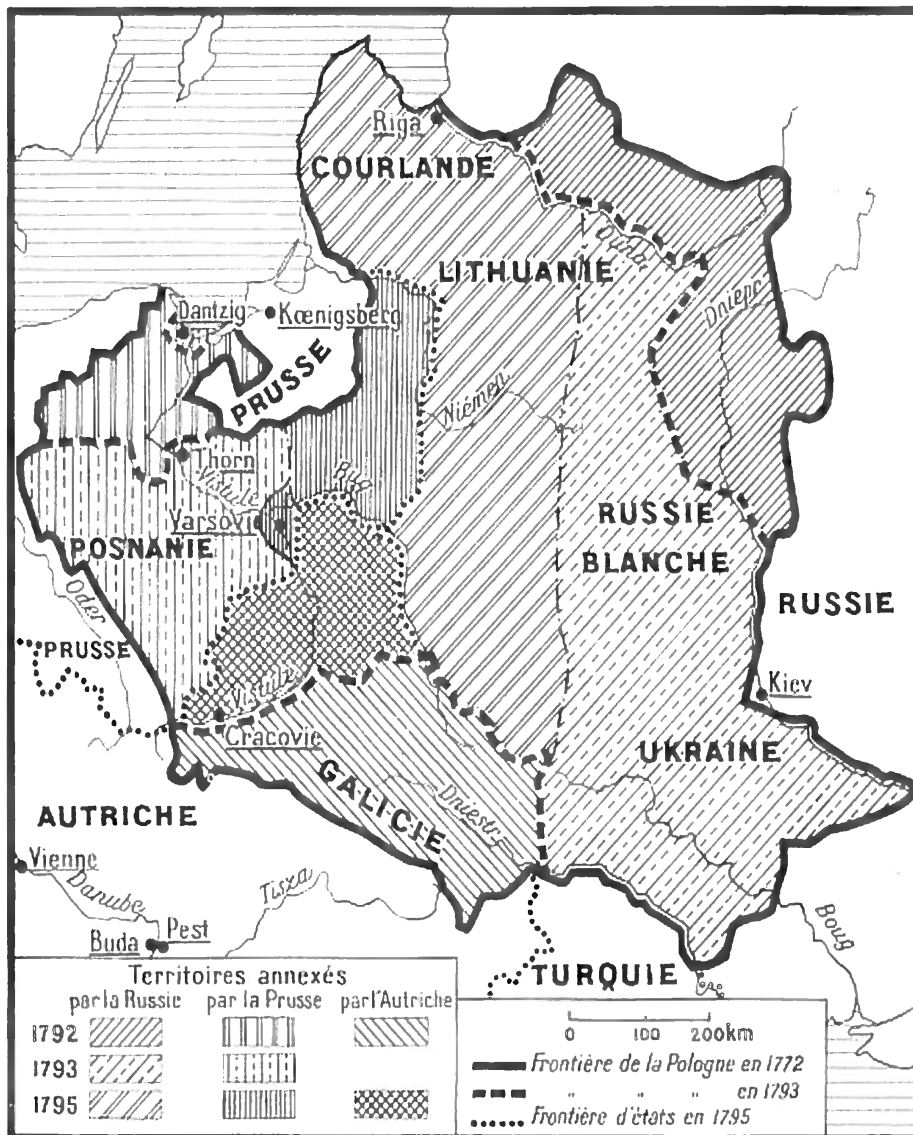 Riga
COURLANDE
LITHUANIE
Duna
Dniepr
Dantzig
Kœnigsberg
PRUSSE
Niemen
Thorn
Vistule
Bug
Varsovie
POSNANIE
RUSSIE
BLANCHE
RUSSIE
Oder
PRUSSE
Kiev
Vistule
Cracovie
UKRAINE
GALICIE
Dniestr
AUTRICHE
Vienne
Danube
Tisza
Buda
Pest
Boug
TURQUIE
Territoires annexés
par la Russie par la Prusse par l'Autriche
1792
1793
1795
0 100 200km
Frontière de la Pologne en 1772
" " " en 1793
Frontière d'états en 1795